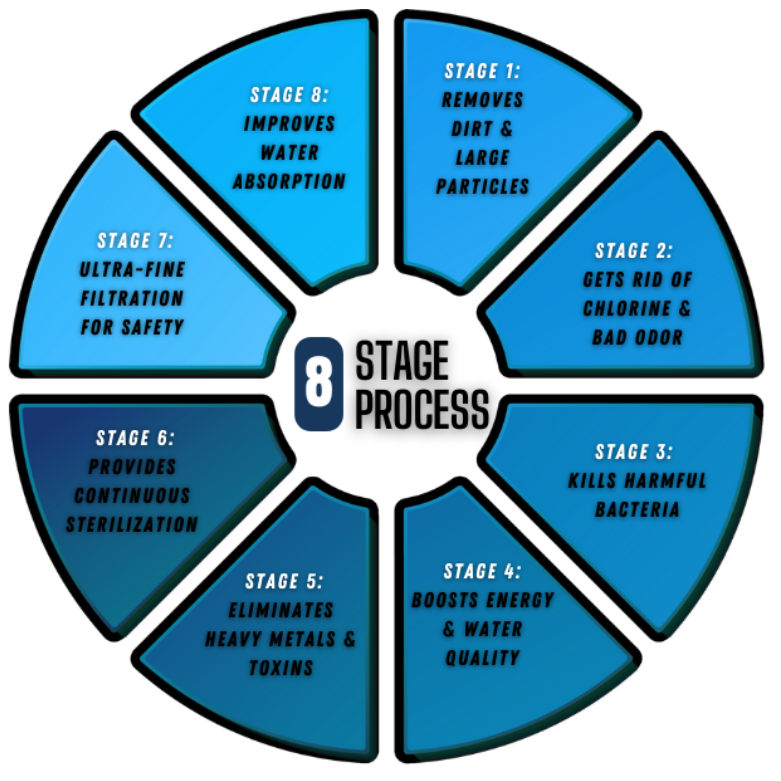 8 STAGE
PROCESS
STAGE 1:
REMOVES
DIRT &
LARGE
PARTICLES
STAGE 2:
GETS RID OF
CHLORINE &
BAD ODOR
STAGE 3:
KILLS HARMFUL
BACTERIA
STAGE 4:
BOOSTS ENERGY
& WATER
QUALITY
STAGE 5:
ELIMINATES
HEAVY METALS &
TOXINS
STAGE 6:
PROVIDES
CONTINUOUS
STERILIZATION
STAGE 7:
ULTRA-FINE
FILTRATION
FOR SAFETY
STAGE 8:
IMPROVES
WATER
ABSORPTION